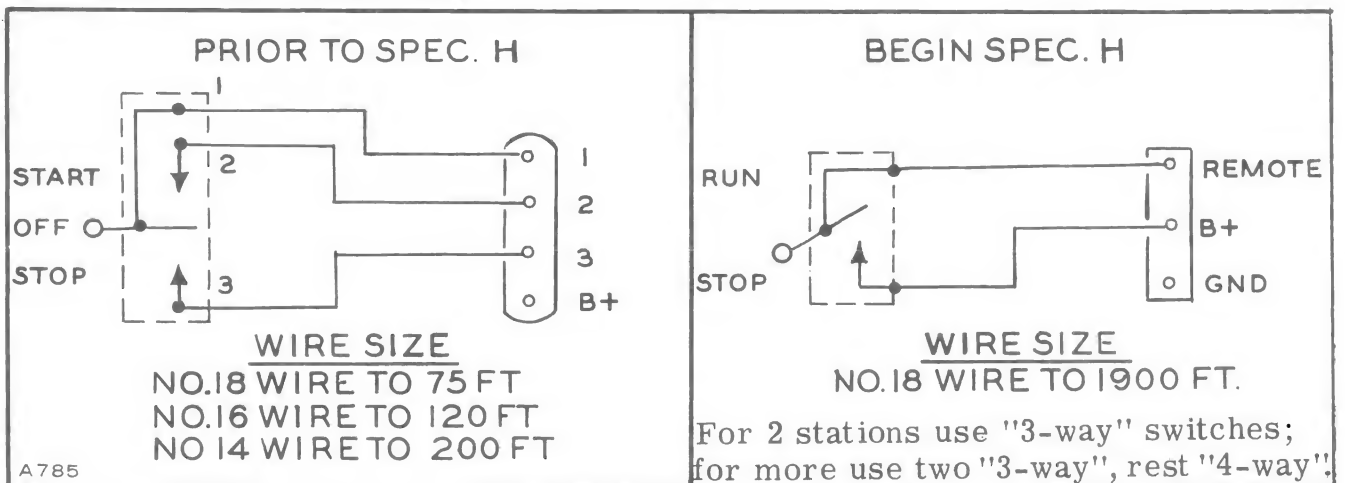 PRIOR TO SPEC. H
1
2
START
OFF
STOP
3
1
2
3
B+
WIRE SIZE
NO.18 WIRE TO 75 FT
NO.16 WIRE TO 120 FT
NO 14 WIRE TO 200 FT
A785
BEGIN SPEC. H
RUN
STOP
REMOTE
B+
GND
WIRE SIZE
NO.18 WIRE TO 1900 FT.
For 2 stations use "3-way" switches;
for more use two "3-way", rest "4-way".